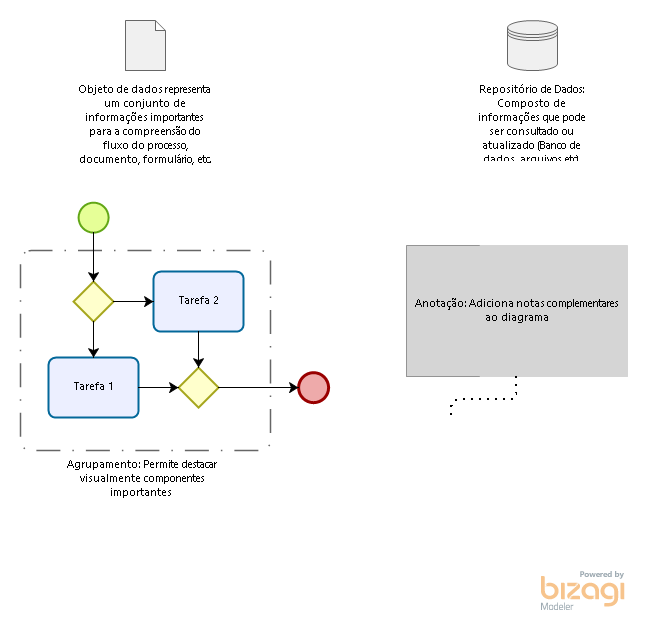 Objeto de dados representa
um conjunto de
informações importantes
para a compreensão do
fluxo do processo,
documento, formulário, etc.
Repositório de Dados:
Composto de
informações que pode
ser consultado ou
atualizado (Banco de
dados, arquivos etc).
Tarefa 2
Tarefa 1
Agrupamento: Permite destacar
visualmente componentes
importantes
Anotação: Adiciona notas complementares
ao diagrama
Powered by
bizagi
Modeler